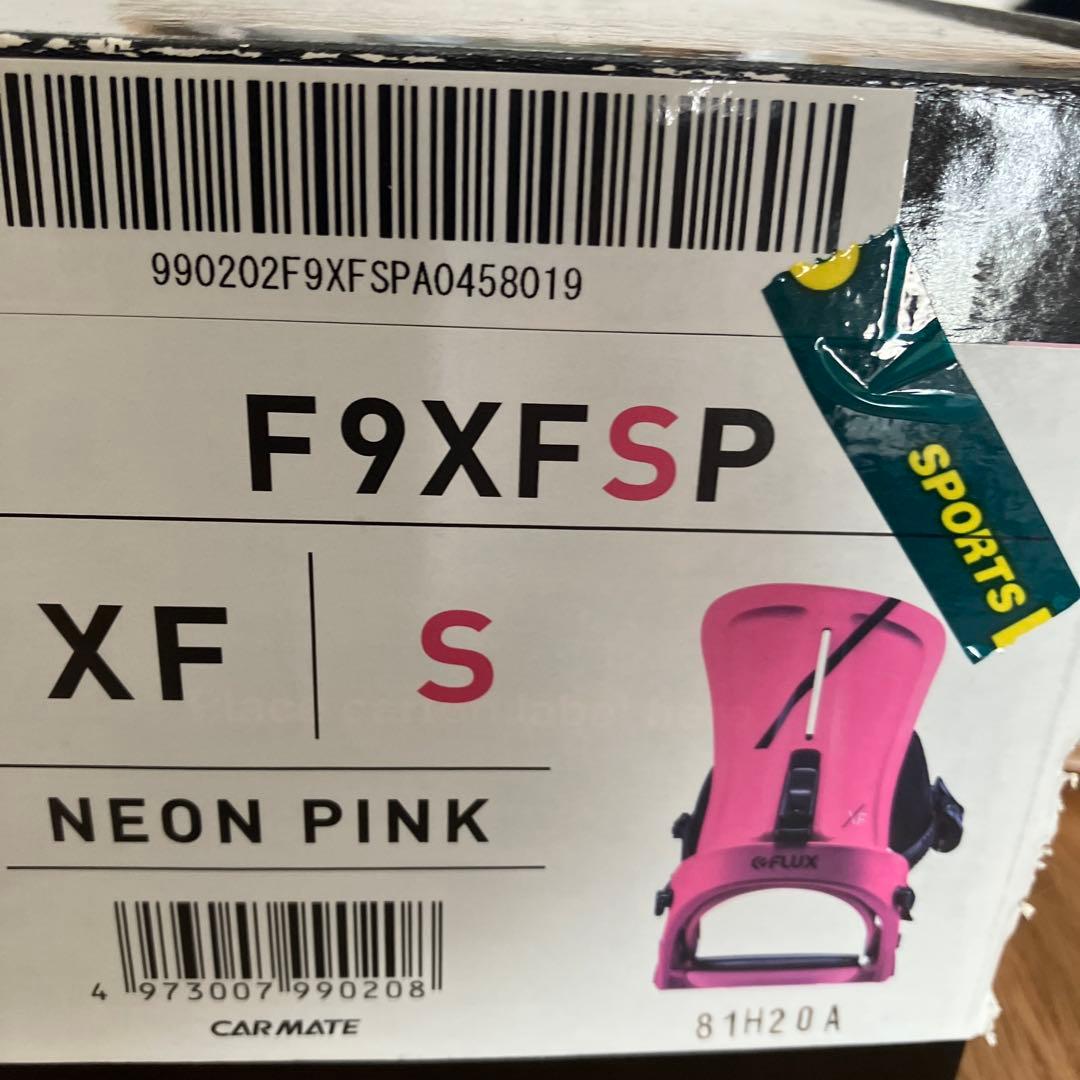 990202F9XFSPA0458019
F9XFSP
SPORTS
XF S
XF
FLUX
NEON PINK
4 973007 990208
CARMATE
81H20A